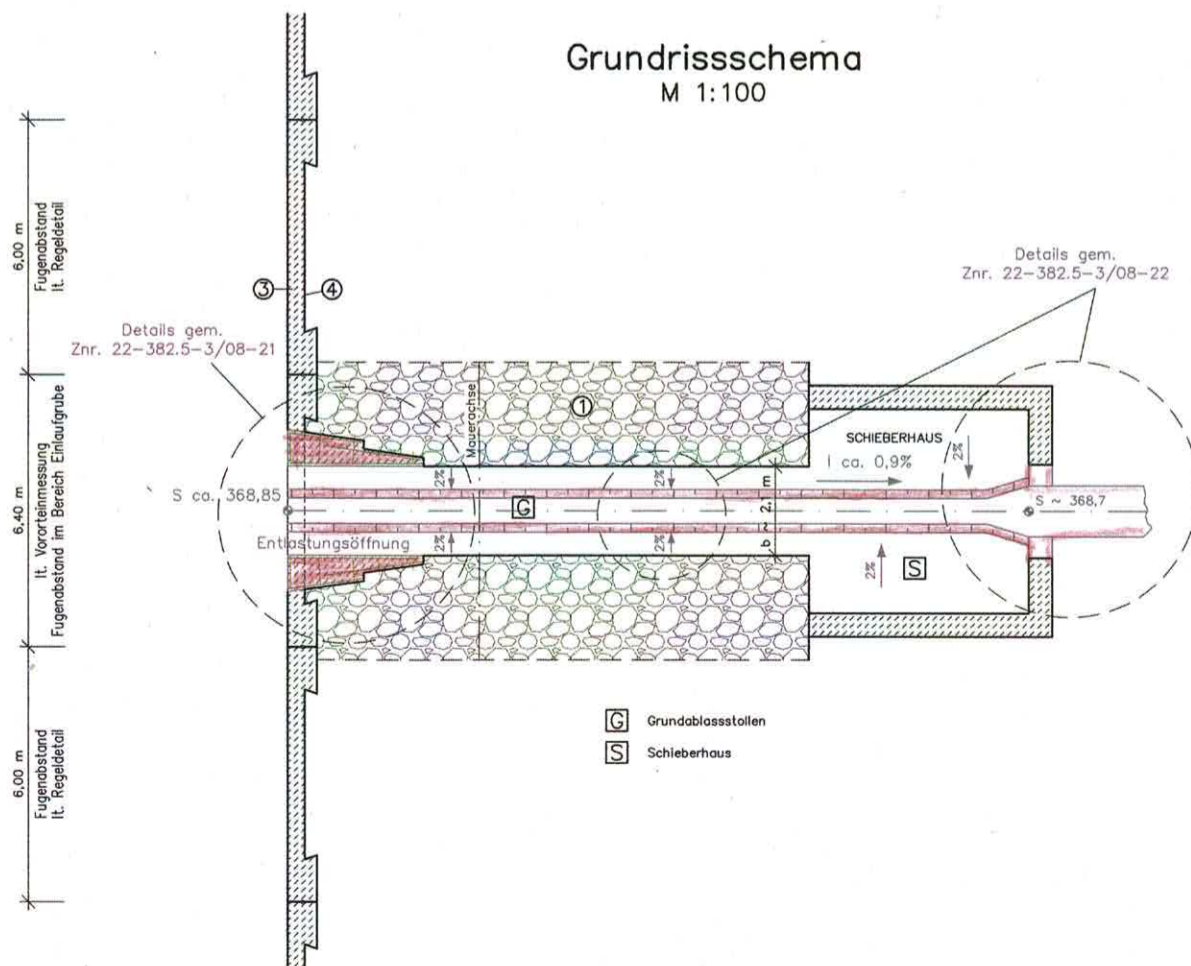 Grundrissschema
M 1:100
6,00 m
Fugenabstand
lt. Regeldetail
Details gem.
Znr. 22-382.5-3/08-22
3
4
Details gem.
Znr. 22-382.5-3/08-21
Mauerachse
1
6,40 m
lt. Vororteinmessung
Fugenabstand im Bereich Einlaufgrube
SCHIEBERHAUS
I ca. 0,9%
2%
2%
2%
S ca. 368,85
G
b ~ 2,1 m
S ~ 368,7
Entlastungsöffnung
2%
2%
2%
S
6,00 m
Fugenabstand
lt. Regeldetail
G Grundablassstollen
S Schieberhaus